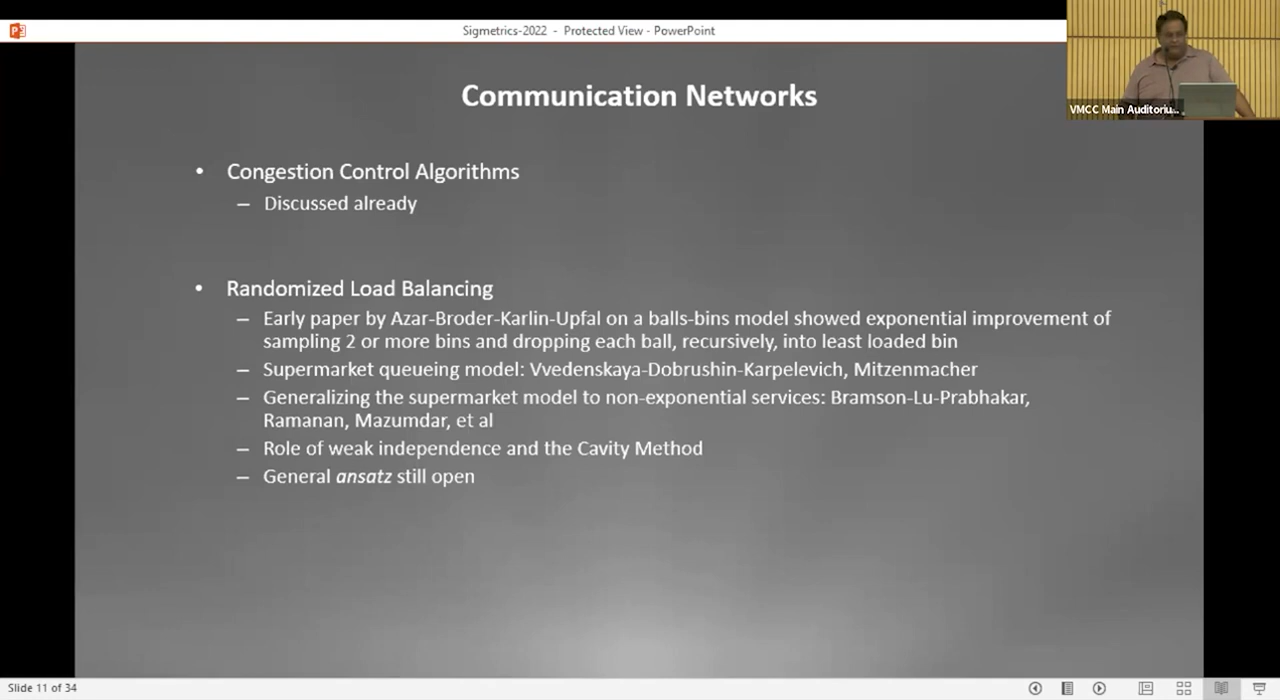 Sigmetrics-2022 - Protected View - PowerPoint
VMCC Main Auditoriu...
Communication Networks
• Congestion Control Algorithms
– Discussed already
• Randomized Load Balancing
– Early paper by Azar-Broder-Karlin-Upfal on a balls-bins model showed exponential improvement of
sampling 2 or more bins and dropping each ball, recursively, into least loaded bin
– Supermarket queueing model: Vvedenskaya-Dobrushin-Karpelevich, Mitzenmacher
– Generalizing the supermarket model to non-exponential services: Bramson-Lu-Prabhakar,
Ramanan, Mazumdar, et al
– Role of weak independence and the Cavity Method
– General ansatz still open
Slide 11 of 34